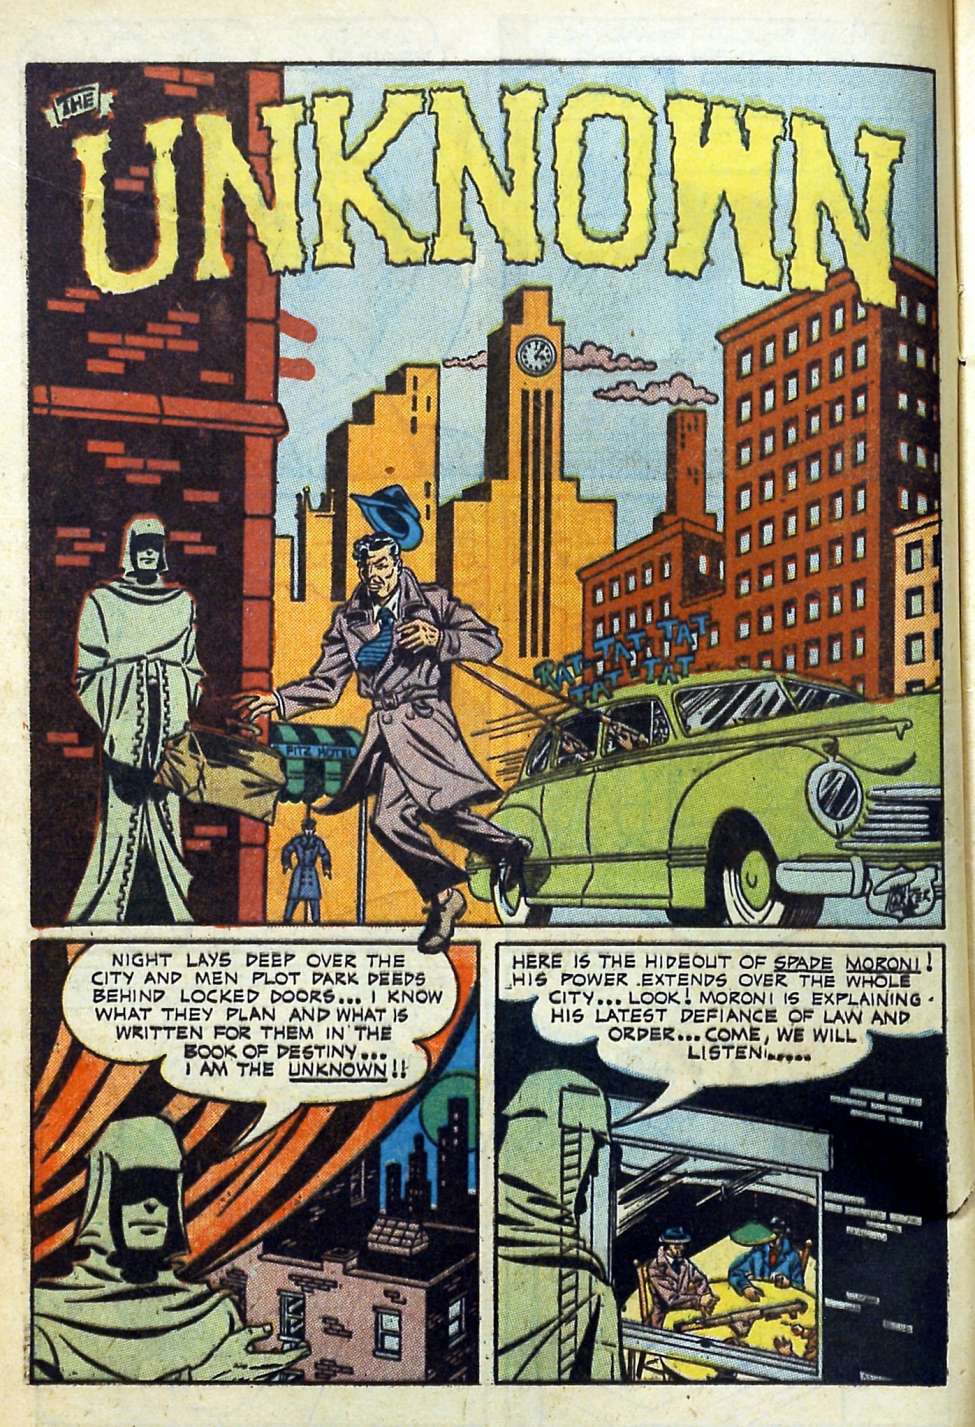 THE
UNKNOWN
RAT-TAT-TAT
TAT-TAT
FITZ HOTEL
NIGHT LAYS DEEP OVER THE
CITY AND MEN PLOT DARK DEEDS
BEHIND LOCKED DOORS... I KNOW
WHAT THEY PLAN AND WHAT IS
WRITTEN FOR THEM IN THE
BOOK OF DESTINY...
I AM THE UNKNOWN!!
HERE IS THE HIDEOUT OF SPADE MORONI!
HIS POWER EXTENDS OVER THE WHOLE
CITY... LOOK! MORONI IS EXPLAINING
HIS LATEST DEFIANCE OF LAW AND
ORDER... COME, WE WILL
LISTEN.....